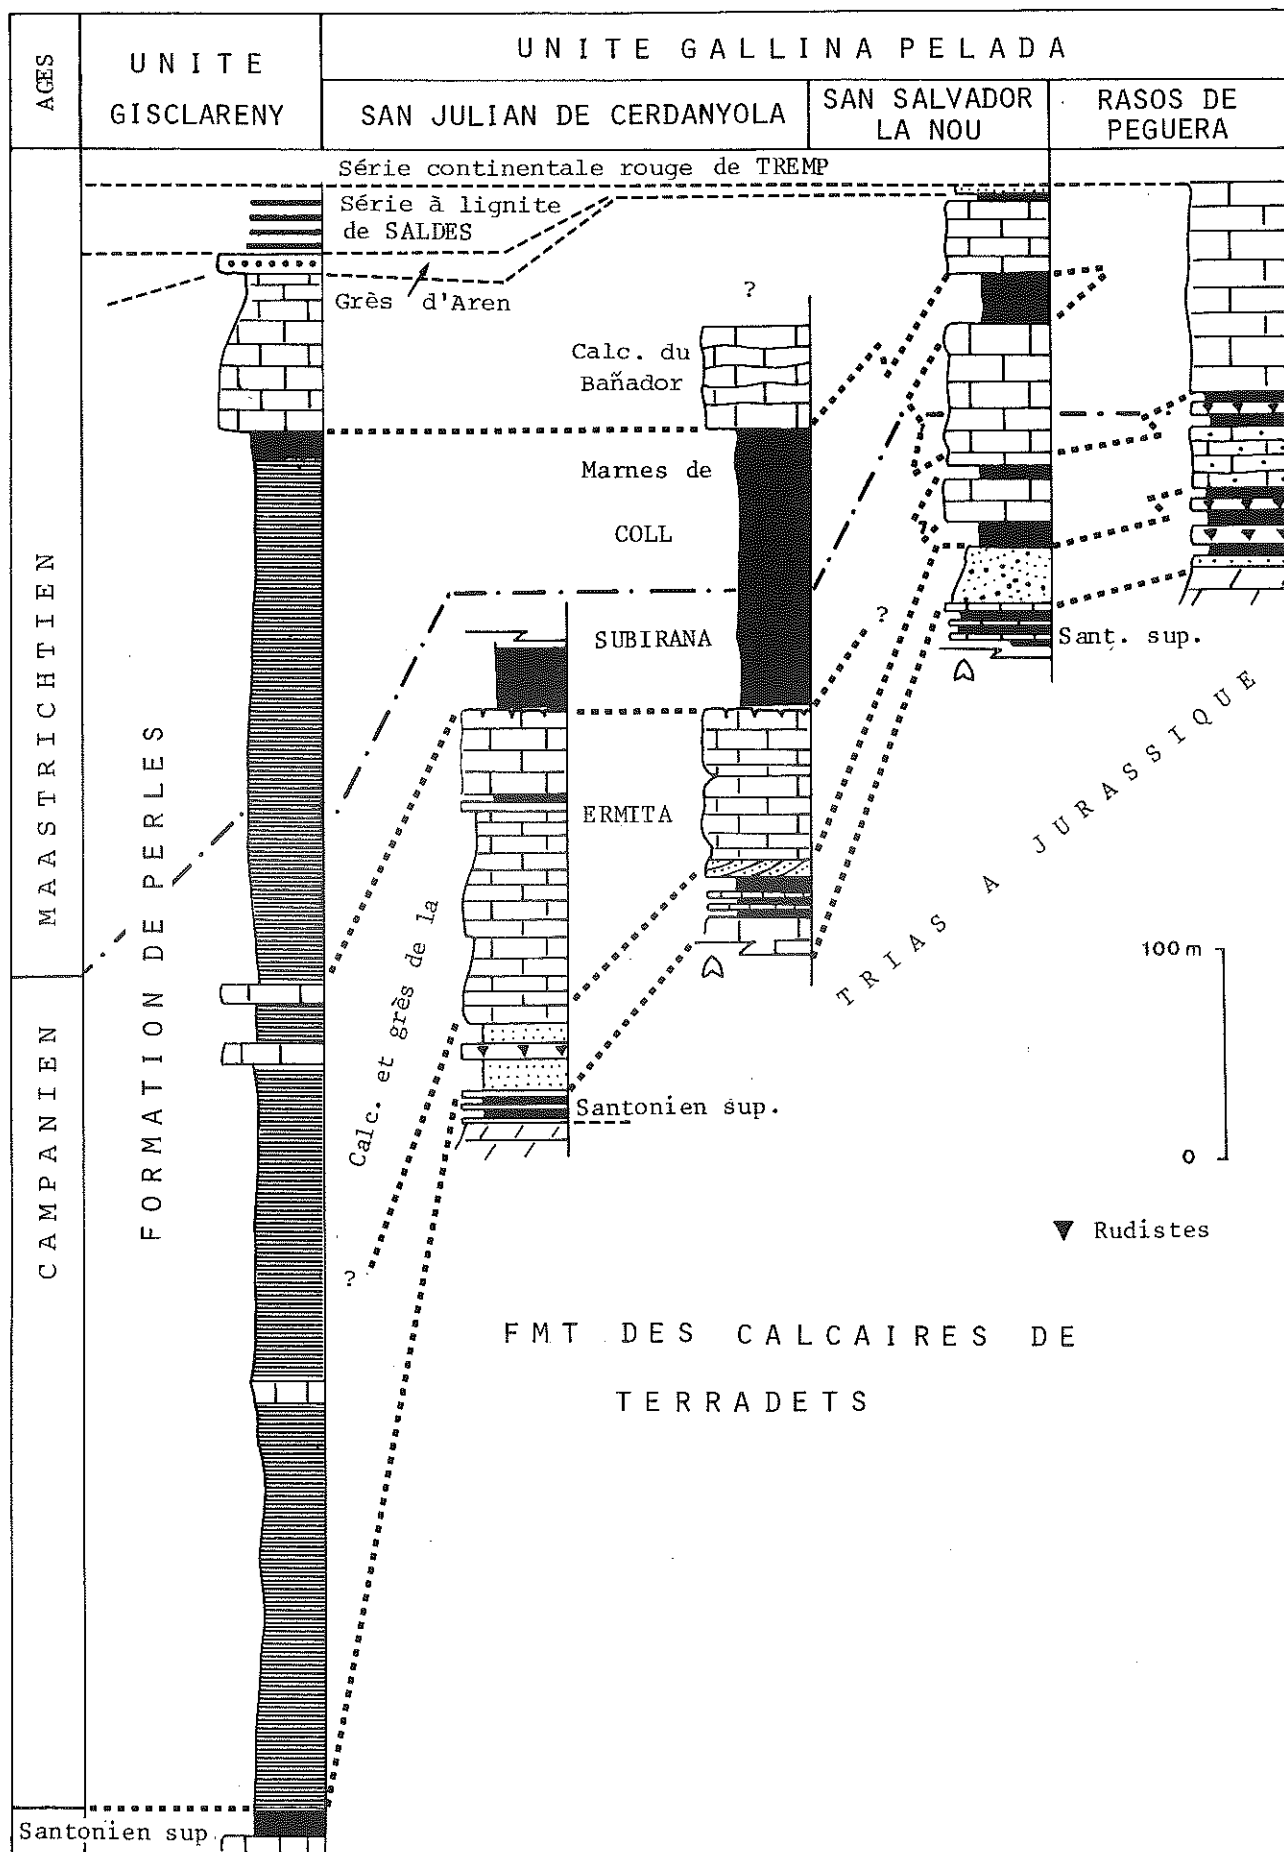 AGES
UNITE
GISCLARENY
UNITE GALLINA PELADA
SAN JULIAN DE CERDANYOLA
SAN SALVADOR
LA NOU
RASOS DE
PEGUERA
Série continentale rouge de TREMP
Série à lignite
de SALDES
Grès d'Aren
?
Calc. du
Bañador
Marnes de
COLL
SUBIRANA
?
ERMITA
Calc. et grès de la
?
Santonien sup.
Sant. sup.
MAASTRICHTIEN
CAMPANIEN
FORMATION DE PERLES
TRIAS A JURASSIQUE
100m
0
Rudistes
FMT DES CALCAIRES DE
TERRADETS
Santonien sup.